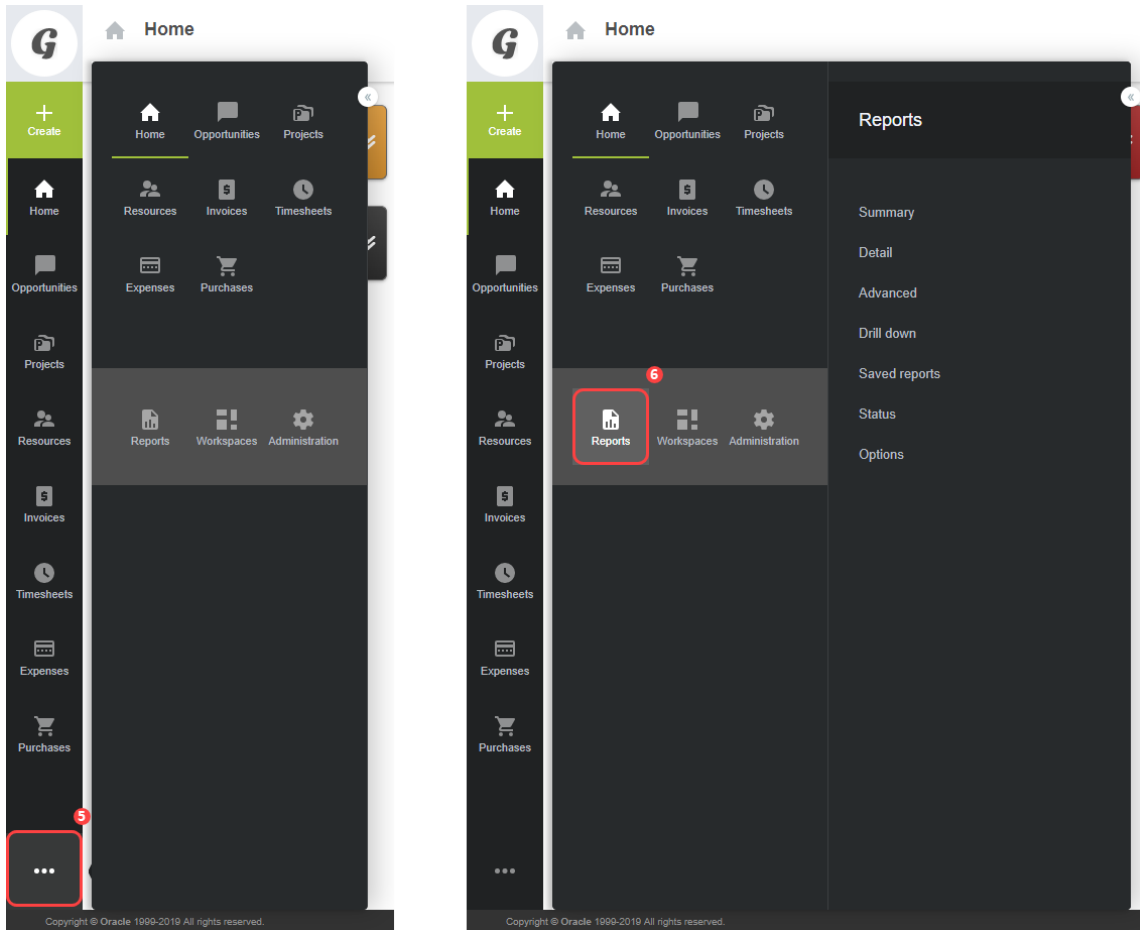 G
Home
Create
Home
Opportunities
Projects
Resources
Invoices
Timesheets
Expenses
Purchases
5
...
«
Home
Opportunities
Projects
Resources
Invoices
Timesheets
Expenses
Purchases
Reports
Workspaces
Administration
Copyright © Oracle 1999-2019 All rights reserved.
G
Home
Create
Home
Opportunities
Projects
Resources
Invoices
Timesheets
Expenses
Purchases
...
«
Home
Opportunities
Projects
Resources
Invoices
Timesheets
Expenses
Purchases
6
Reports
Workspaces
Administration
Reports
Summary
Detail
Advanced
Drill down
Saved reports
Status
Options
Copyright © Oracle 1999-2019 All rights reserved.